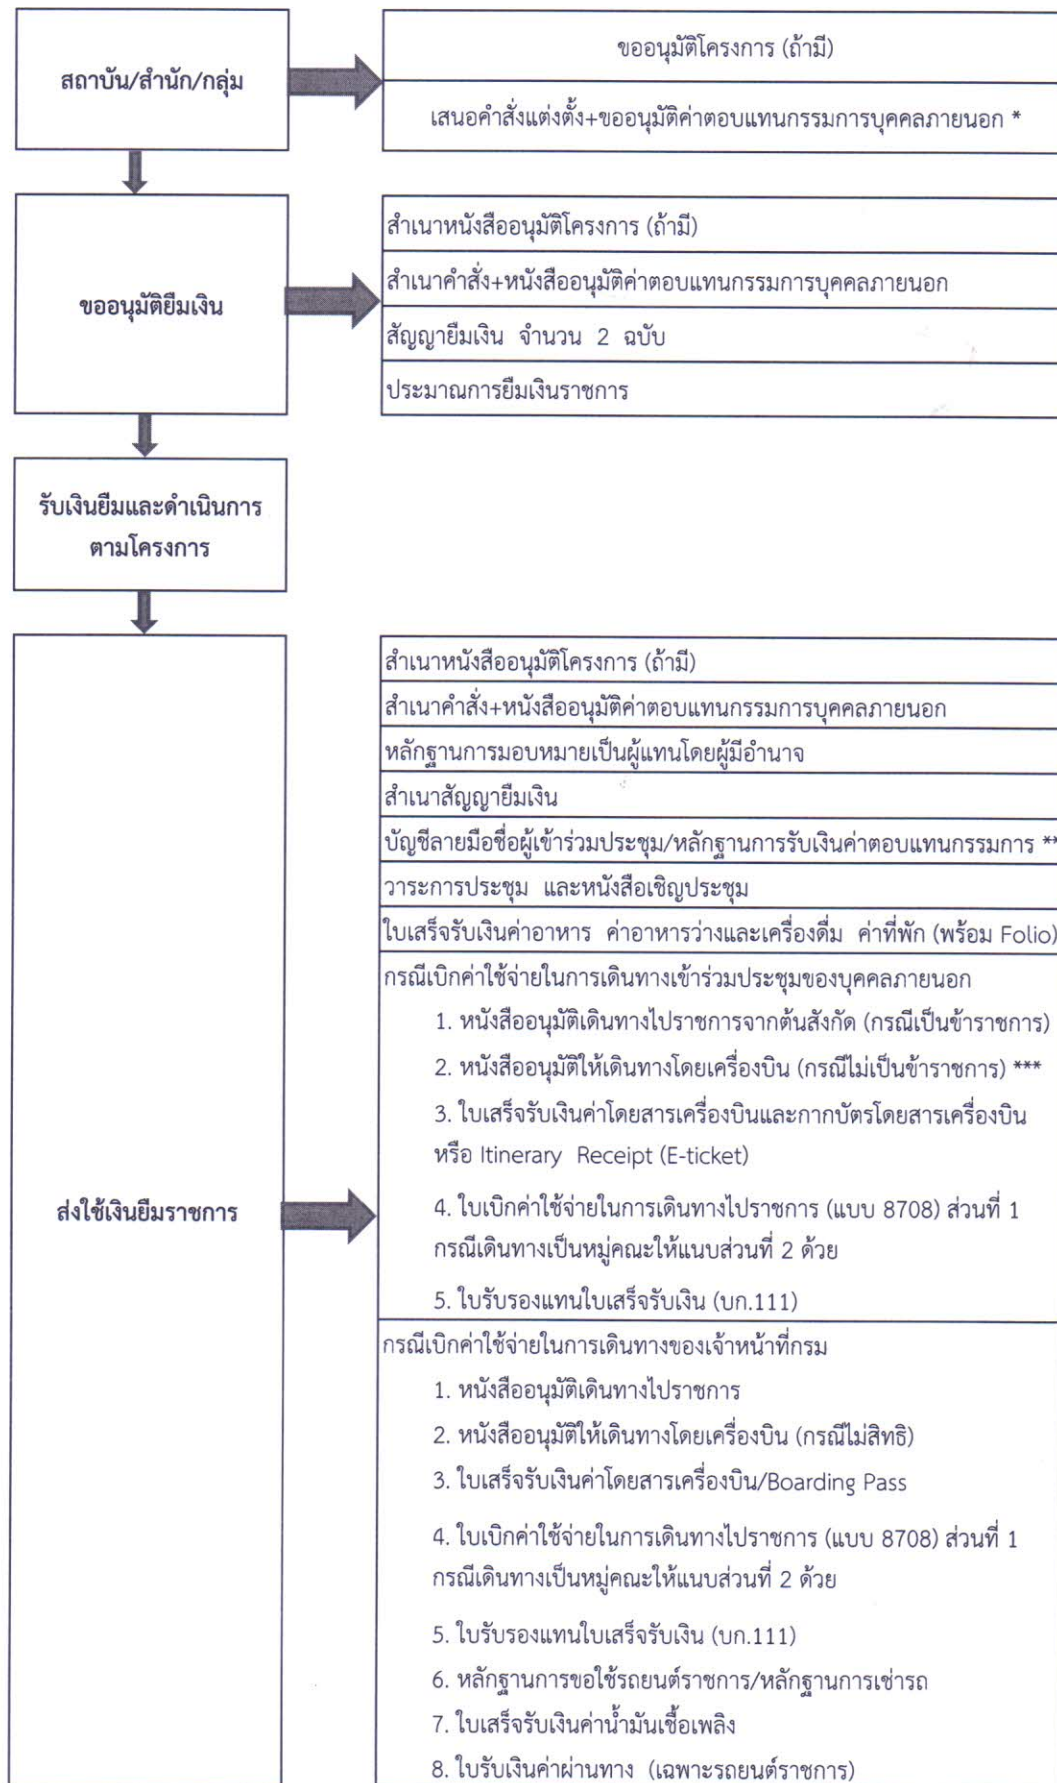 สถาบัน/สำนัก/กลุ่ม
ขออนุมัติโครงการ (ถ้ามี)
เสนอคำสั่งแต่งตั้ง+ขออนุมัติค่าตอบแทนกรรมการบุคคลภายนอก *
ขออนุมัติยืมเงิน
สำเนาหนังสืออนุมัติโครงการ (ถ้ามี)
สำเนาคำสั่ง+หนังสืออนุมัติค่าตอบแทนกรรมการบุคคลภายนอก
สัญญายืมเงิน จำนวน 2 ฉบับ
ประมาณการยืมเงินราชการ
รับเงินยืมและดำเนินการ
ตามโครงการ
ส่งใช้เงินยืมราชการ
สำเนาหนังสืออนุมัติโครงการ (ถ้ามี)
สำเนาคำสั่ง+หนังสืออนุมัติค่าตอบแทนกรรมการบุคคลภายนอก
หลักฐานการมอบหมายเป็นผู้แทนโดยผู้มีอำนาจ
สำเนาสัญญายืมเงิน
บัญชีลายมือชื่อผู้เข้าร่วมประชุม/หลักฐานการรับเงินค่าตอบแทนกรรมการ **
วาระการประชุม และหนังสือเชิญประชุม
ใบเสร็จรับเงินค่าอาหาร ค่าอาหารว่างและเครื่องดื่ม ค่าที่พัก (พร้อม Folio)
กรณีเบิกค่าใช้จ่ายในการเดินทางเข้าร่วมประชุมของบุคคลภายนอก
1. หนังสืออนุมัติเดินทางไปราชการจากต้นสังกัด (กรณีเป็นข้าราชการ)
2. หนังสืออนุมัติให้เดินทางโดยเครื่องบิน (กรณีไม่เป็นข้าราชการ) ***
3. ใบเสร็จรับเงินค่าโดยสารเครื่องบินและกากบัตรโดยสารเครื่องบิน
หรือ Itinerary Receipt (E-ticket)
4. ใบเบิกค่าใช้จ่ายในการเดินทางไปราชการ (แบบ 8708) ส่วนที่ 1
กรณีเดินทางเป็นหมู่คณะให้แนบส่วนที่ 2 ด้วย
5. ใบรับรองแทนใบเสร็จรับเงิน (บก.111)
กรณีเบิกค่าใช้จ่ายในการเดินทางของเจ้าหน้าที่กรม
1. หนังสืออนุมัติเดินทางไปราชการ
2. หนังสืออนุมัติให้เดินทางโดยเครื่องบิน (กรณีไม่สิทธิ)
3. ใบเสร็จรับเงินค่าโดยสารเครื่องบิน/Boarding Pass
4. ใบเบิกค่าใช้จ่ายในการเดินทางไปราชการ (แบบ 8708) ส่วนที่ 1
กรณีเดินทางเป็นหมู่คณะให้แนบส่วนที่ 2 ด้วย
5. ใบรับรองแทนใบเสร็จรับเงิน (บก.111)
6. หลักฐานการขอใช้รถยนต์ราชการ/หลักฐานการเช่ารถ
7. ใบเสร็จรับเงินค่าน้ำมันเชื้อเพลิง
8. ใบรับเงินค่าผ่านทาง (เฉพาะรถยนต์ราชการ)